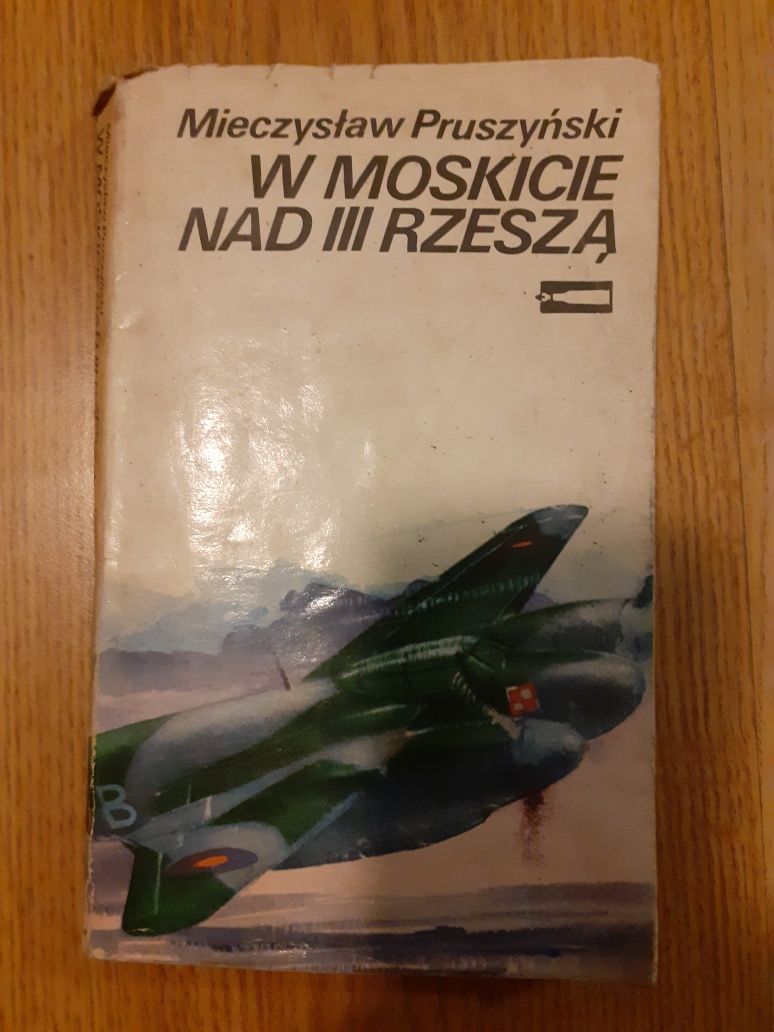 Mieczysław Pruszyński
W MOSKICIE
NAD III RZESZĄ
B